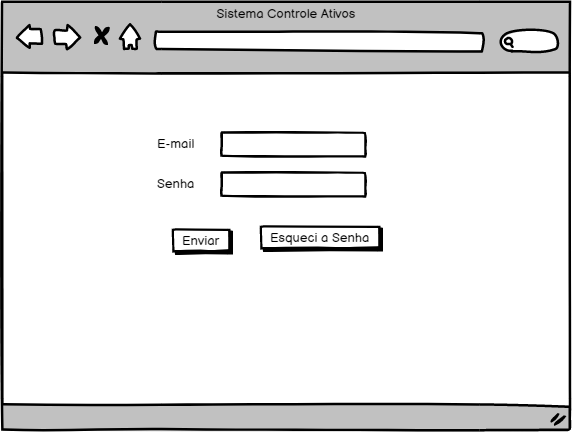 Sistema Controle Ativos
E-mail
Senha
Enviar
Esqueci a Senha